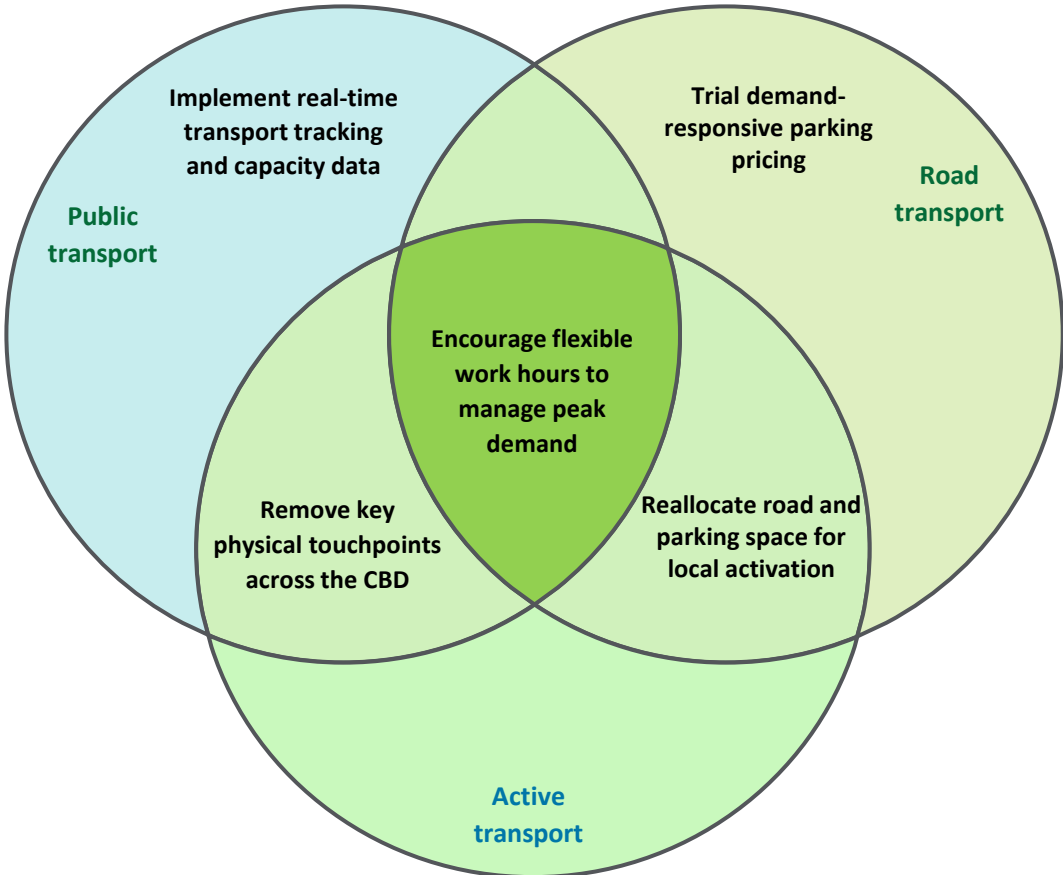 Implement real-time
transport tracking
and capacity data
Trial demand-
responsive parking
pricing
Public
transport
Road
transport
Encourage flexible
work hours to
manage peak
demand
Remove key
physical touchpoints
across the CBD
Reallocate road and
parking space for
local activation
Active
transport